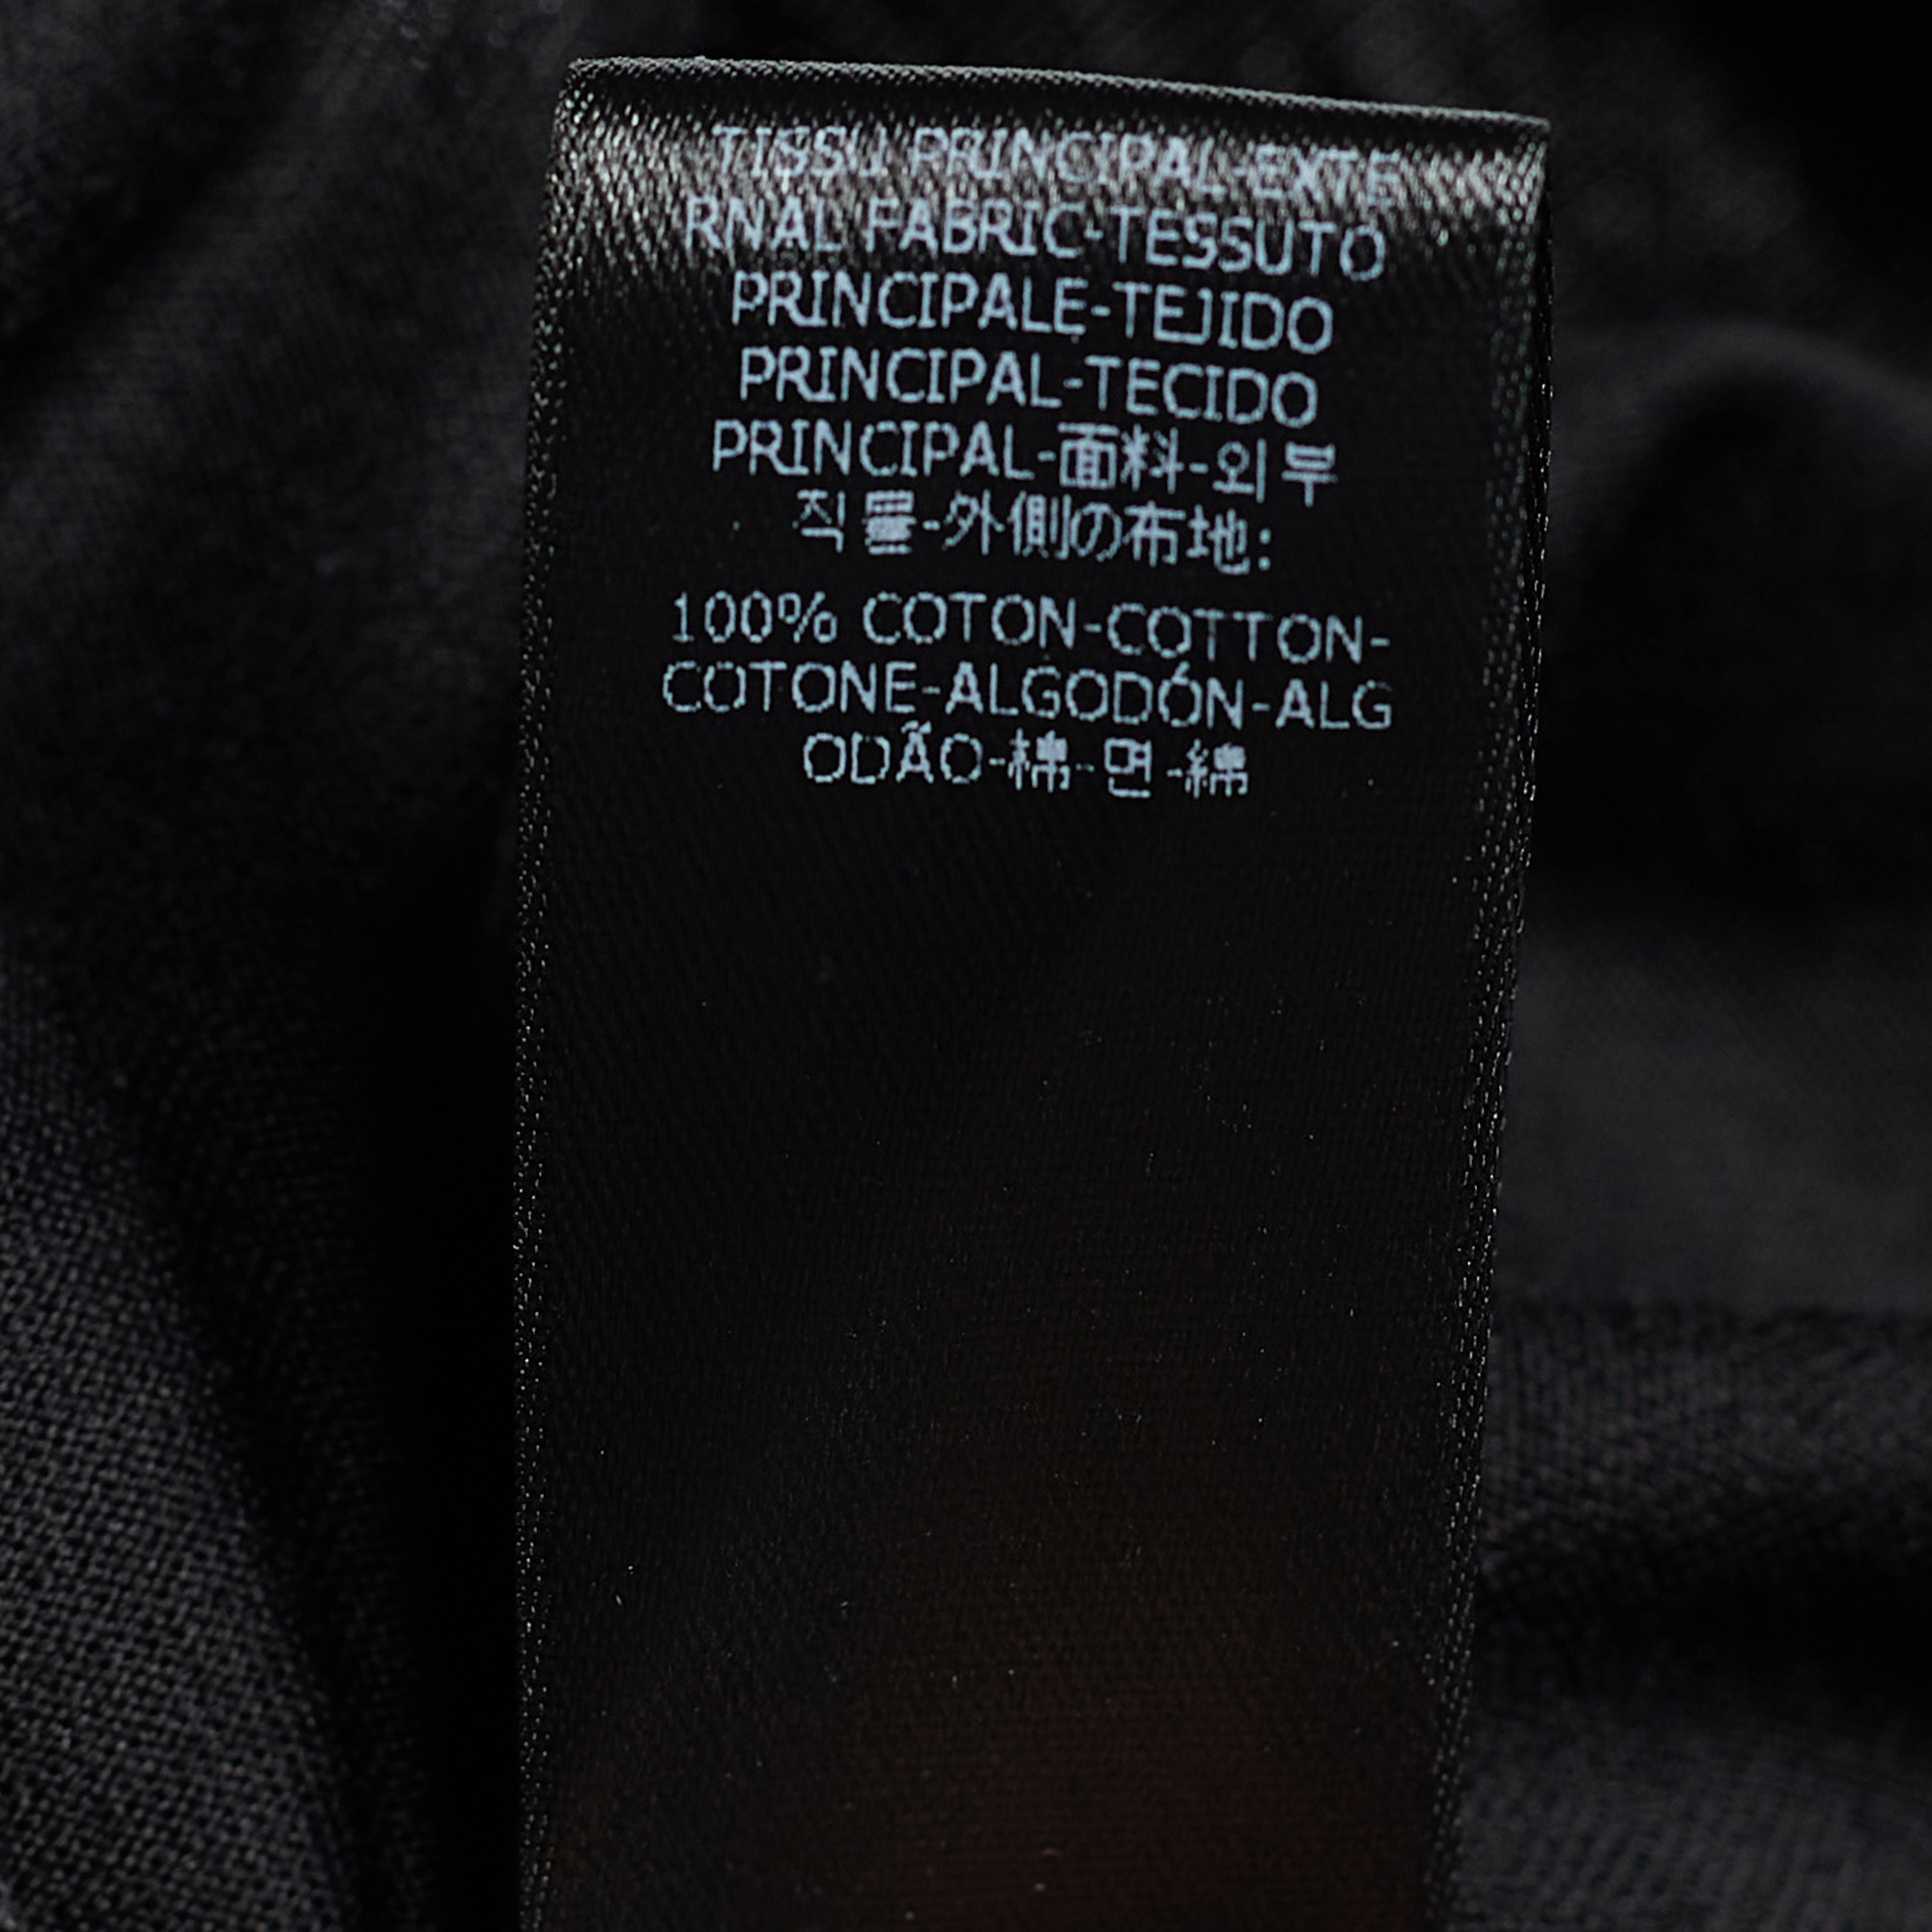 TISSU PRINCIPAL-EXTE
RNAL FABRIC-TESSUTO
PRINCIPALE-TEJIDO
PRINCIPAL-TECIDO
PRINCIPAL-面料-외부
직물-外側の布地:
100% COTON-COTTON-
COTONE-ALGODÓN-ALG
ODÃO-棉-면-綿